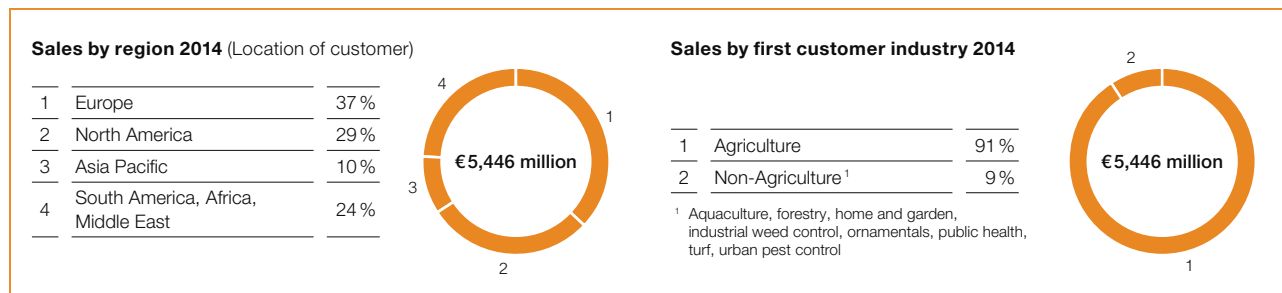 Sales by region 2014 (Location of customer)
1 Europe 37 %
2 North America 29 %
3 Asia Pacific 10 %
4 South America, Africa,
Middle East 24 %
4
1
€5,446 million
3
2
Sales by first customer industry 2014
1 Agriculture 91 %
2 Non-Agriculture 1 9 %
1 Aquaculture, forestry, home and garden,
industrial weed control, ornamentals, public health,
turf, urban pest control
2
€5,446 million
1